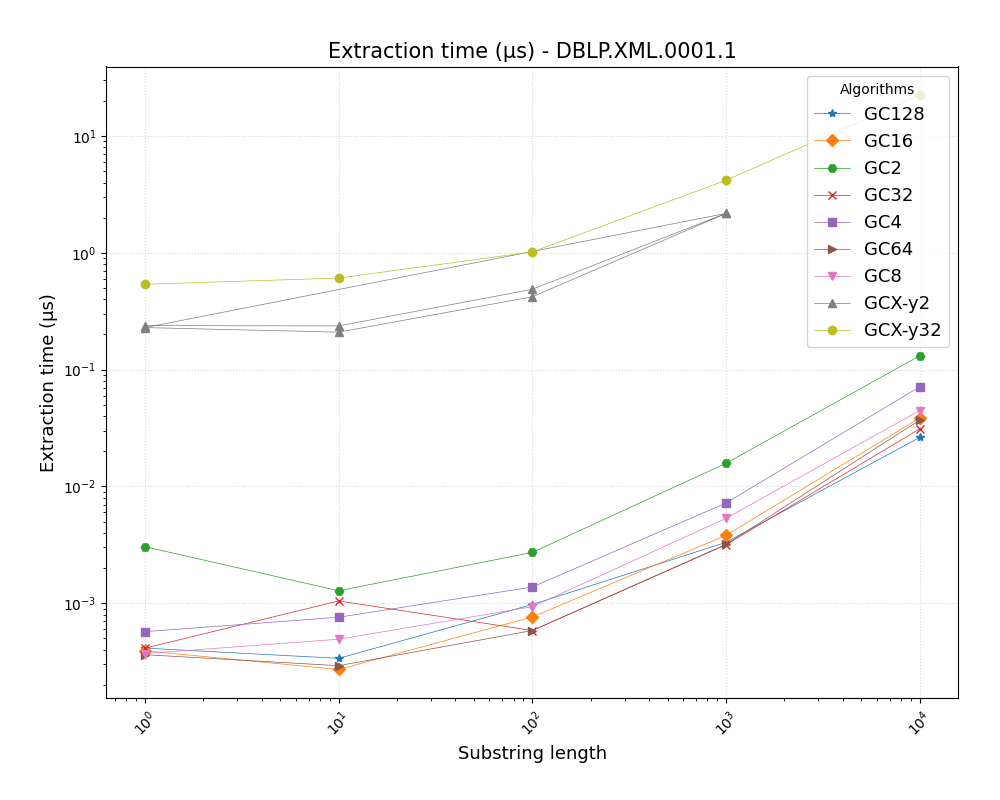 Extraction time (µs) - DBLP.XML.0001.1
Algorithms
GC128
GC16
GC2
GC32
GC4
GC64
GC8
GCX-y2
GCX-y32
Extraction time (µs)
10¹
10⁰
10⁻¹
10⁻²
10⁻³
10⁰
10¹
10²
10³
10⁴
Substring length